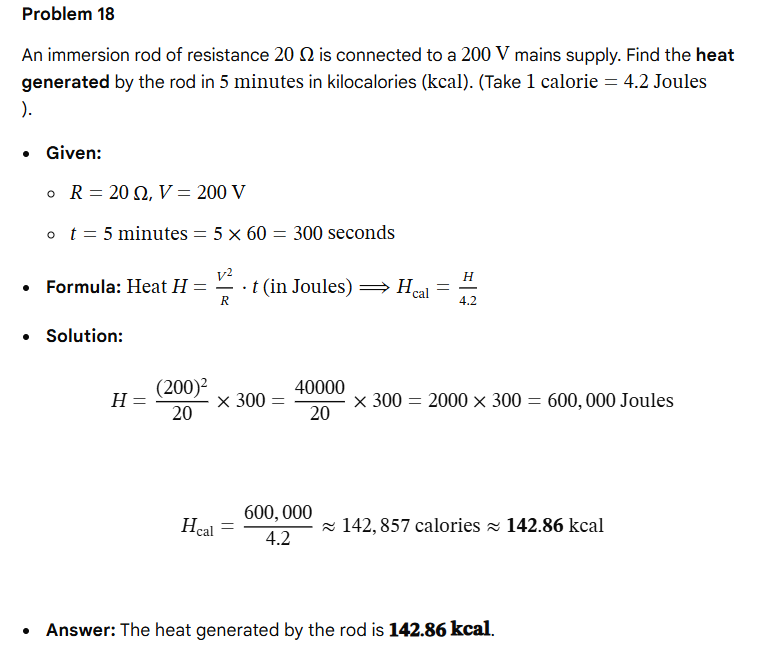 Problem 18
An immersion rod of resistance 20 Ω is connected to a 200 V mains supply. Find the heat
generated by the rod in 5 minutes in kilocalories (kcal). (Take 1 calorie = 4.2 Joules
).
• Given:
◦ R = 20 Ω, V = 200 V
◦ t = 5 minutes = 5 × 60 = 300 seconds
• Formula: Heat H = V²/R · t (in Joules) ⟹ H_cal = H/4.2
• Solution:
H = (200)²/20 × 300 = 40000/20 × 300 = 2000 × 300 = 600, 000 Joules
H_cal = 600, 000/4.2 ≈ 142, 857 calories ≈ 142.86 kcal
• Answer: The heat generated by the rod is 142.86 kcal.